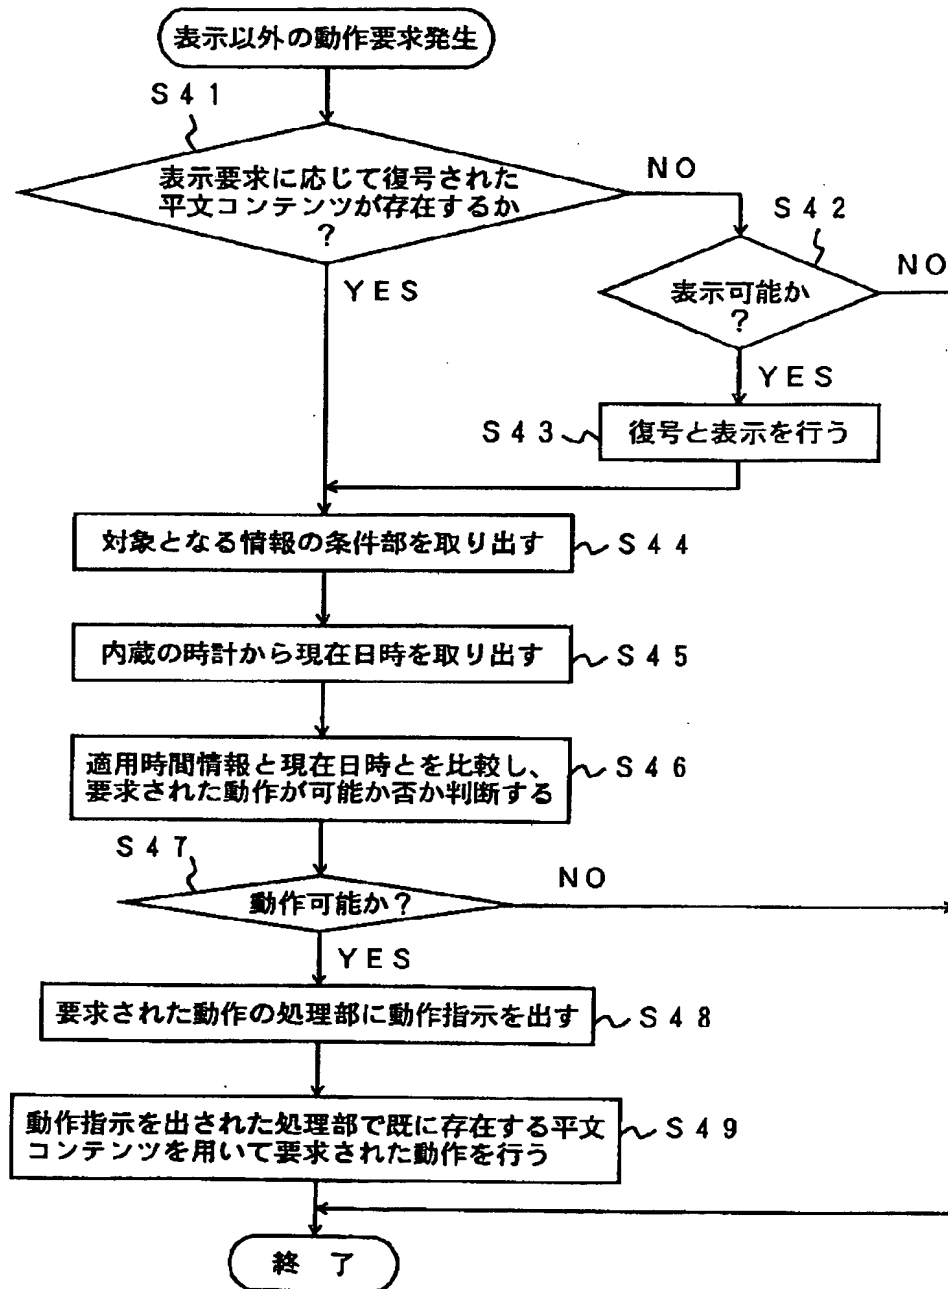 表示以外の動作要求発生
S41
表示要求に応じて復号された
平文コンテンツが存在するか
?
NO
S42
YES
表示可能か
?
NO
YES
S43
復号と表示を行う
対象となる情報の条件部を取り出す
S44
内蔵の時計から現在日時を取り出す
S45
適用時間情報と現在日時とを比較し、
要求された動作が可能か否か判断する
S46
S47
動作可能か?
NO
YES
要求された動作の処理部に動作指示を出す
S48
動作指示を出された処理部で既に存在する平文
コンテンツを用いて要求された動作を行う
S49
終 了